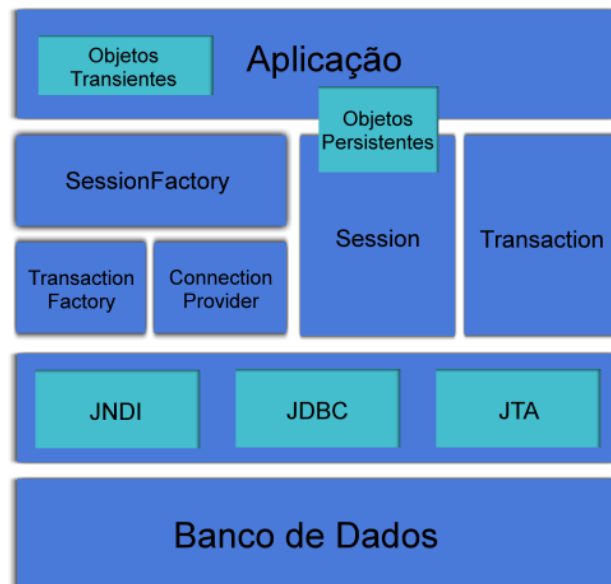 Objetos
Transientes
Aplicação
Objetos
Persistentes
SessionFactory
Session
Transaction
Transaction
Factory
Connection
Provider
JNDI
JDBC
JTA
Banco de Dados